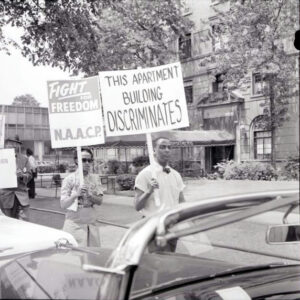 FIGHT
for
FREEDOM
N.A.A.C.P.
THIS APARTMENT
BUILDING
DISCRIMINATES